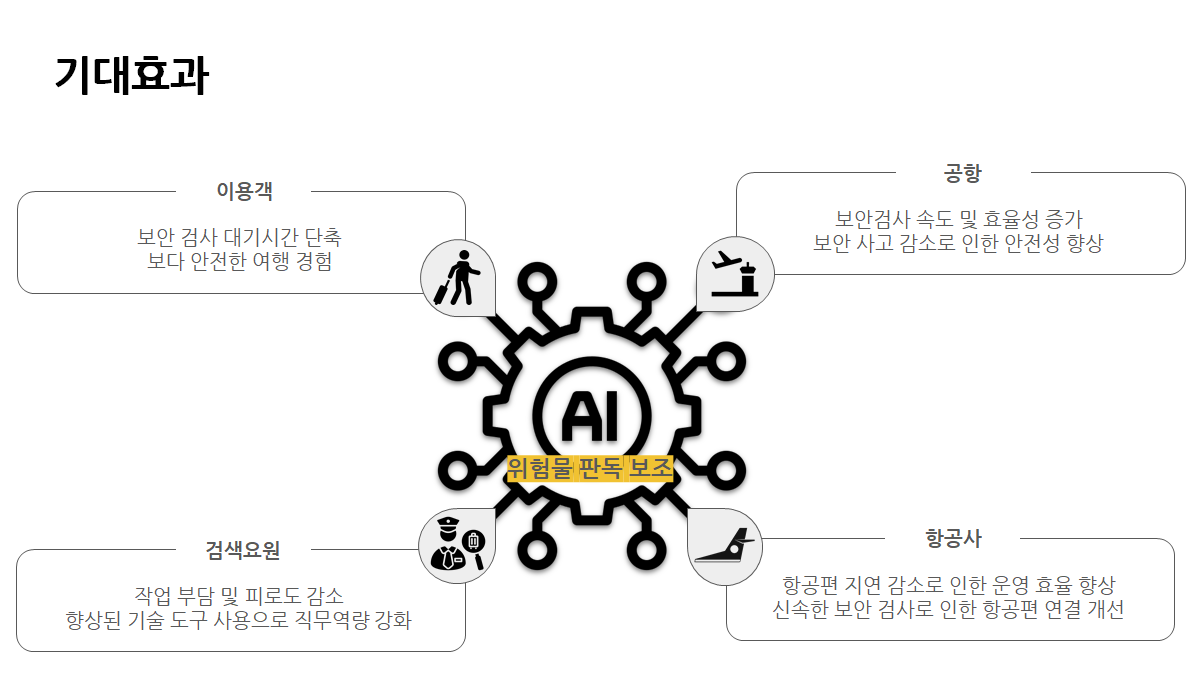 기대효과
이용객
보안 검사 대기시간 단축
보다 안전한 여행 경험
공항
보안검사 속도 및 효율성 증가
보안 사고 감소로 인한 안전성 향상
AI
위험물 판독 보조
검색요원
작업 부담 및 피로도 감소
향상된 기술 도구 사용으로 직무역량 강화
항공사
항공편 지연 감소로 인한 운영 효율 향상
신속한 보안 검사로 인한 항공편 연결 개선